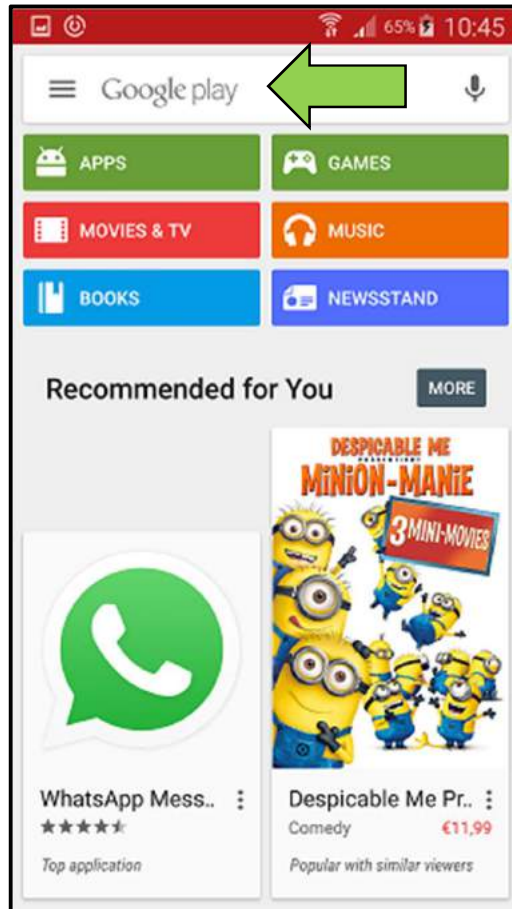 65% 10:45
Google play
APPS
GAMES
MOVIES & TV
MUSIC
BOOKS
NEWSSTAND
Recommended for You
MORE
DESPICABLE ME
PRÄSENTIERT
MINION-MANIE
3 MINI-MOVIES
WhatsApp Mess..
Top application
Despicable Me Pr..
Comedy €11,99
Popular with similar viewers